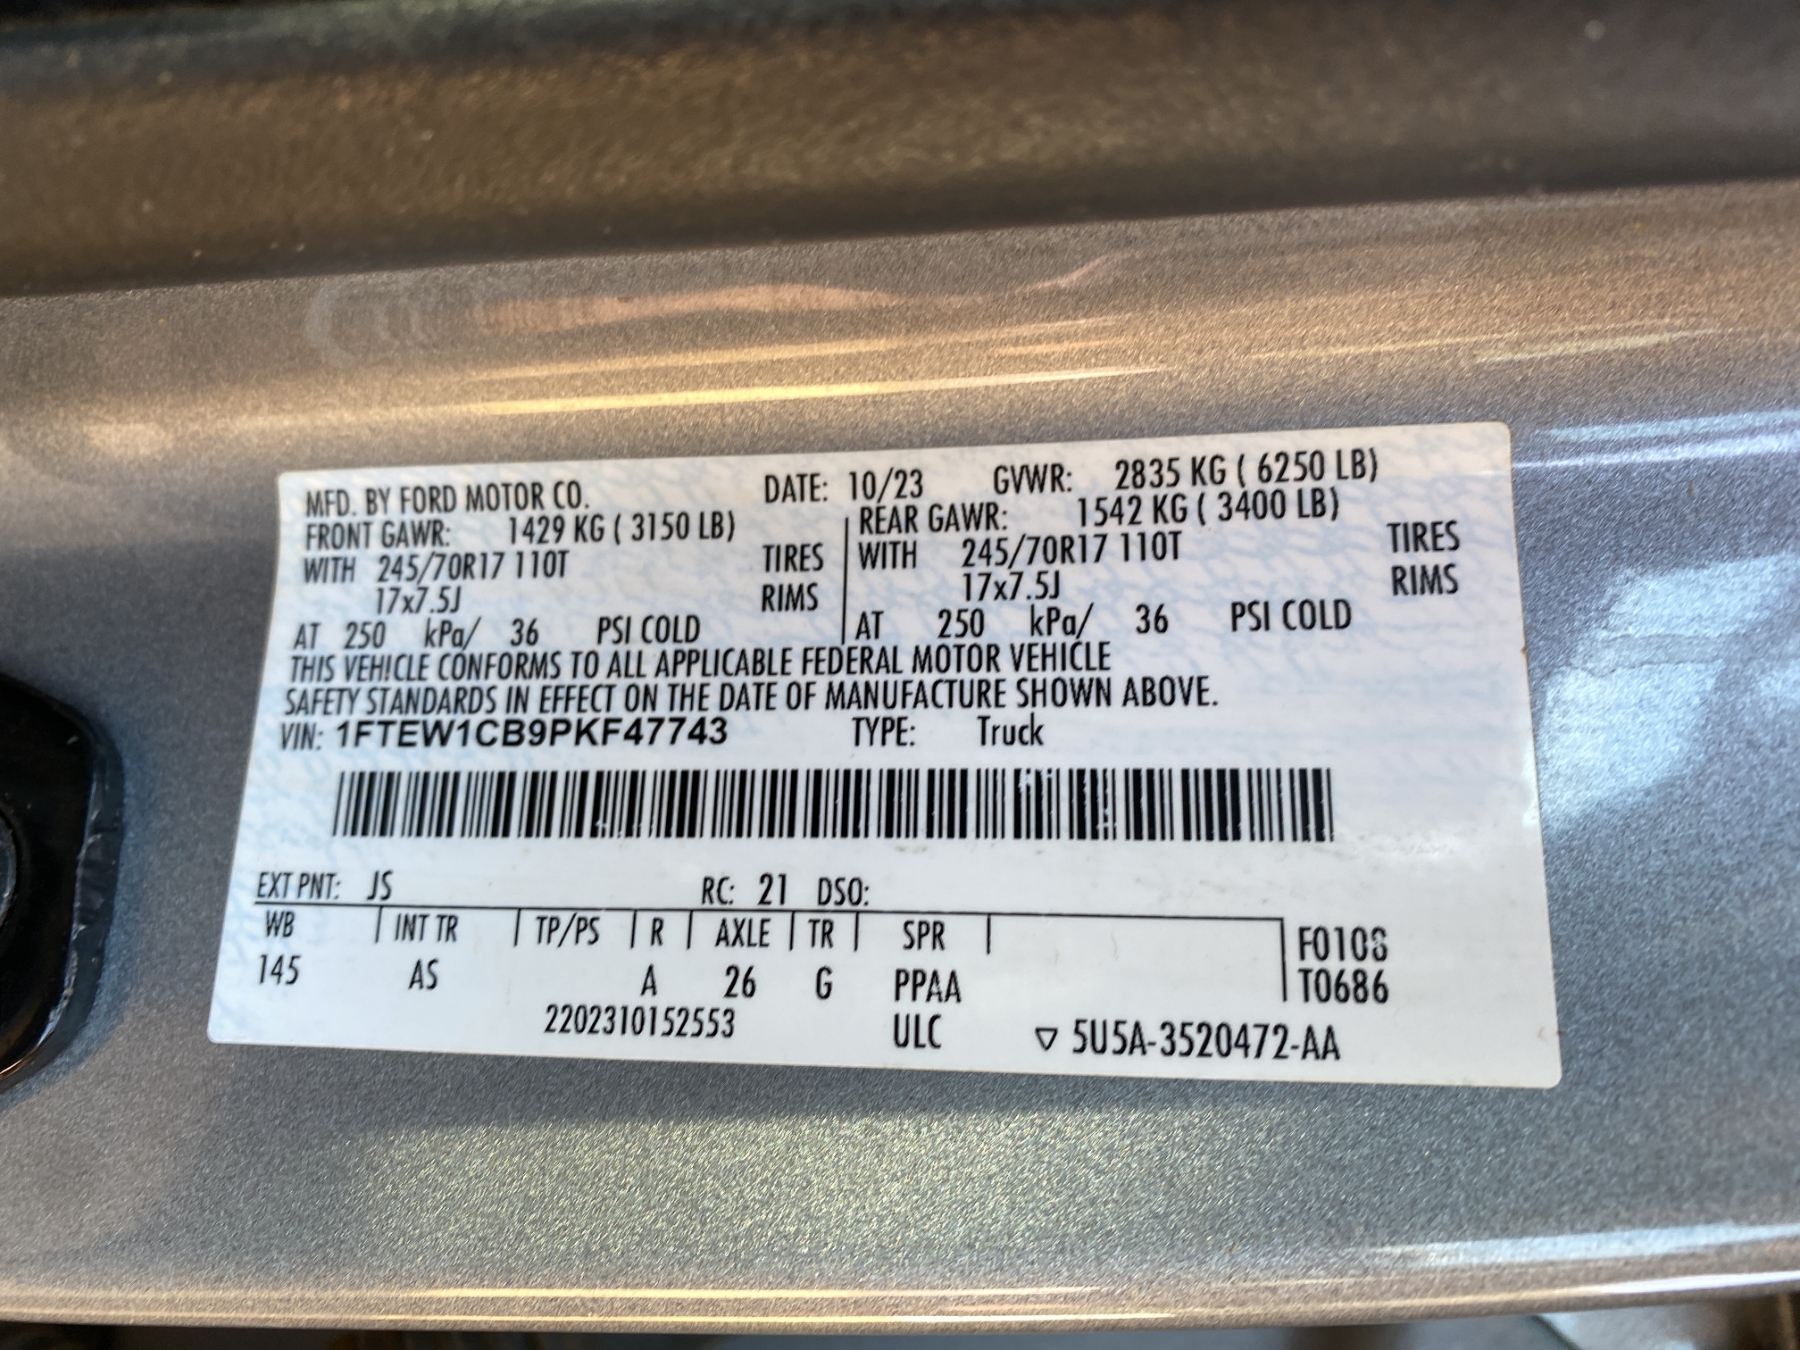 MFD. BY FORD MOTOR CO. DATE: 10/23 GVWR: 2835 KG ( 6250 LB)
FRONT GAWR: 1429 KG ( 3150 LB) REAR GAWR: 1542 KG ( 3400 LB)
WITH 245/70R17 110T TIRES WITH 245/70R17 110T TIRES
17x7.5J RIMS 17x7.5J RIMS
AT 250 kPa/ 36 PSI COLD AT 250 kPa/ 36 PSI COLD
THIS VEHICLE CONFORMS TO ALL APPLICABLE FEDERAL MOTOR VEHICLE
SAFETY STANDARDS IN EFFECT ON THE DATE OF MANUFACTURE SHOWN ABOVE.
VIN: 1FTEW1CB9PKF47743 TYPE: Truck
EXT PNT: JS RC: 21 DSO:
WB INT TR TP/PS R AXLE TR SPR F0108
145 AS A 26 G PPAA T0686
2202310152553 ULC ▽ 5U5A-3520472-AA